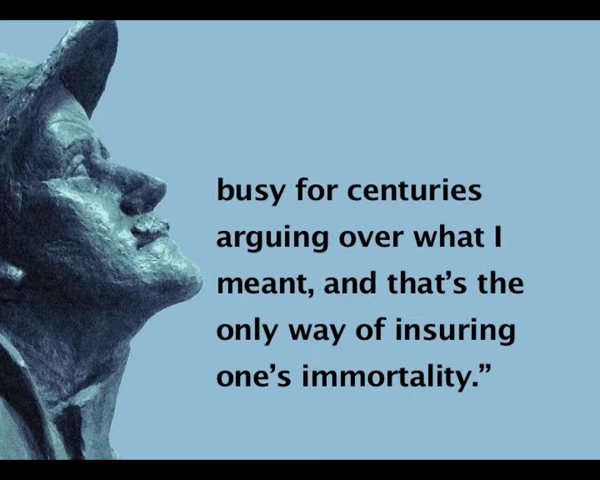 busy for centuries
arguing over what I
meant, and that’s the
only way of insuring
one’s immortality.”